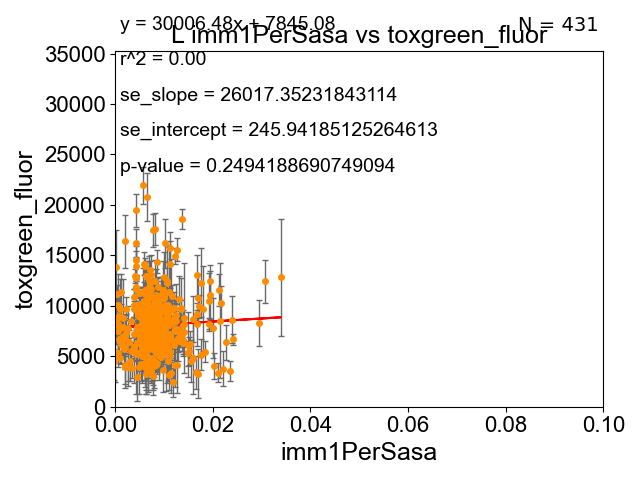 y = 30006.48x + 7845.08
N = 431
L imm1PerSasa vs toxgreen_fluor
r^2 = 0.00
se_slope = 26017.35231843114
se_intercept = 245.94185125264613
p-value = 0.2494188690749094
35000
30000
25000
20000
15000
10000
5000
0
toxgreen_fluor
0.00 0.02 0.04 0.06 0.08 0.10
imm1PerSasa